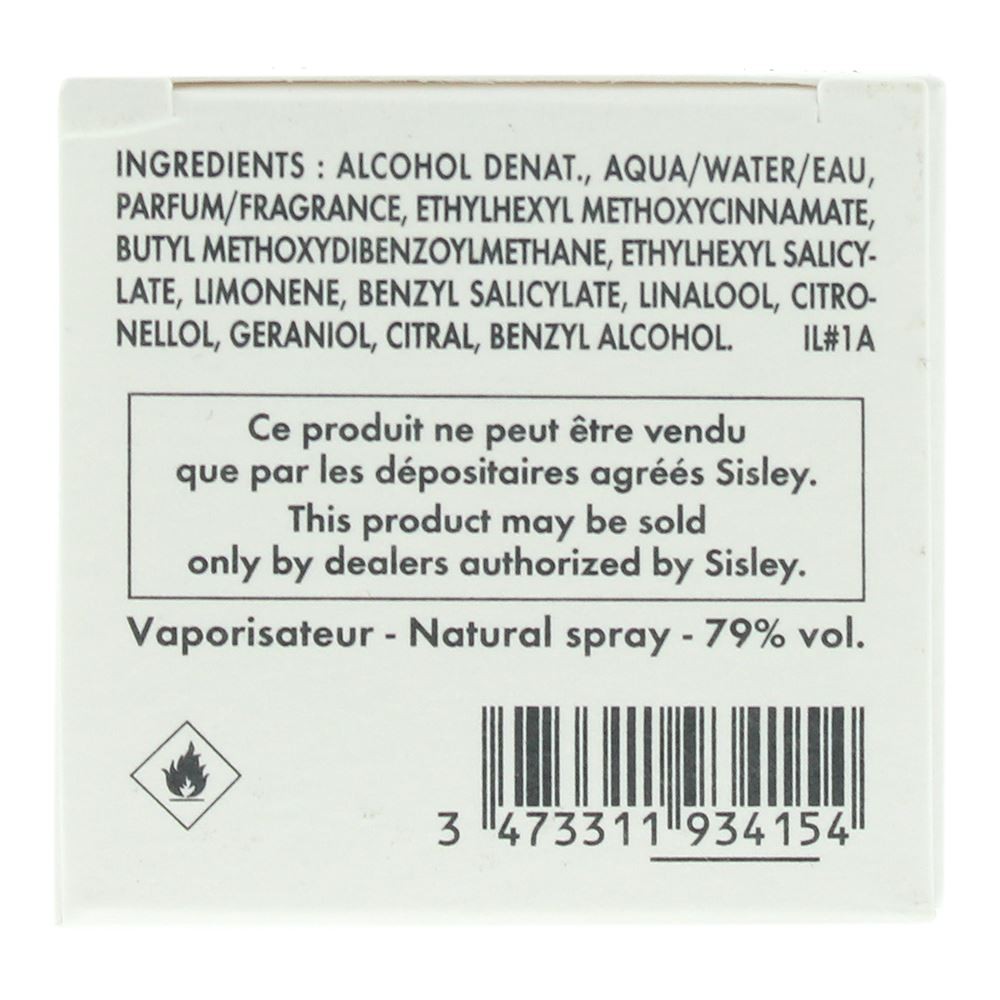 INGREDIENTS : ALCOHOL DENAT., AQUA/WATER/EAU,
PARFUM/FRAGRANCE, ETHYLHEXYL METHOXYCINNAMATE,
BUTYL METHOXYDIBENZOYLMETHANE, ETHYLHEXYL SALICY-
LATE, LIMONENE, BENZYL SALICYLATE, LINALOOL, CITRO-
NELLOL, GERANIOL, CITRAL, BENZYL ALCOHOL. IL#1A
Ce produit ne peut être vendu
que par les dépositaires agréés Sisley.
This product may be sold
only by dealers authorized by Sisley.
Vaporisateur - Natural spray - 79% vol.
3 473311 934154